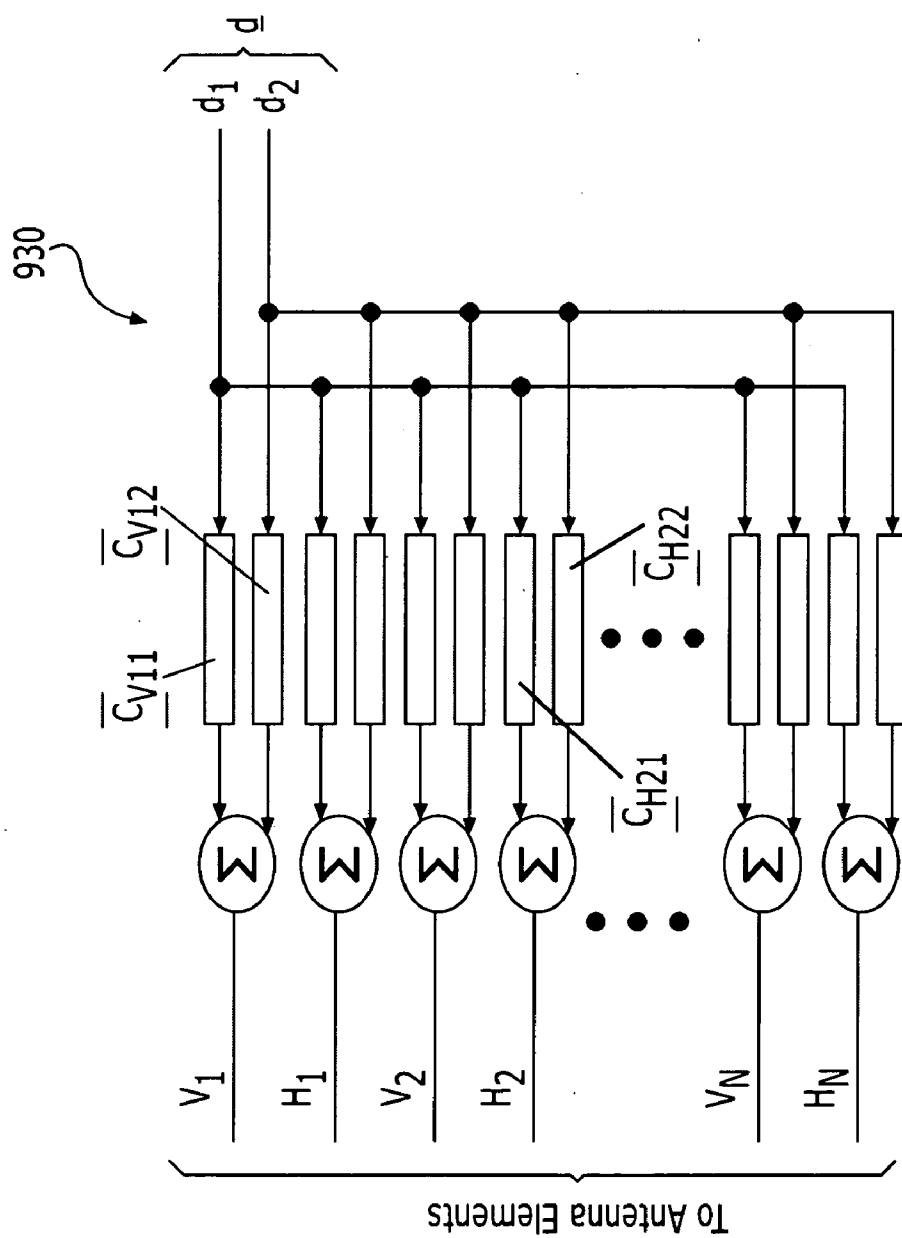 930
d1
d2
d
CV11
CV12
CH21
CH22
Σ
Σ
Σ
Σ
Σ
Σ
V1
H1
V2
H2
VN
HN
To Antenna Elements